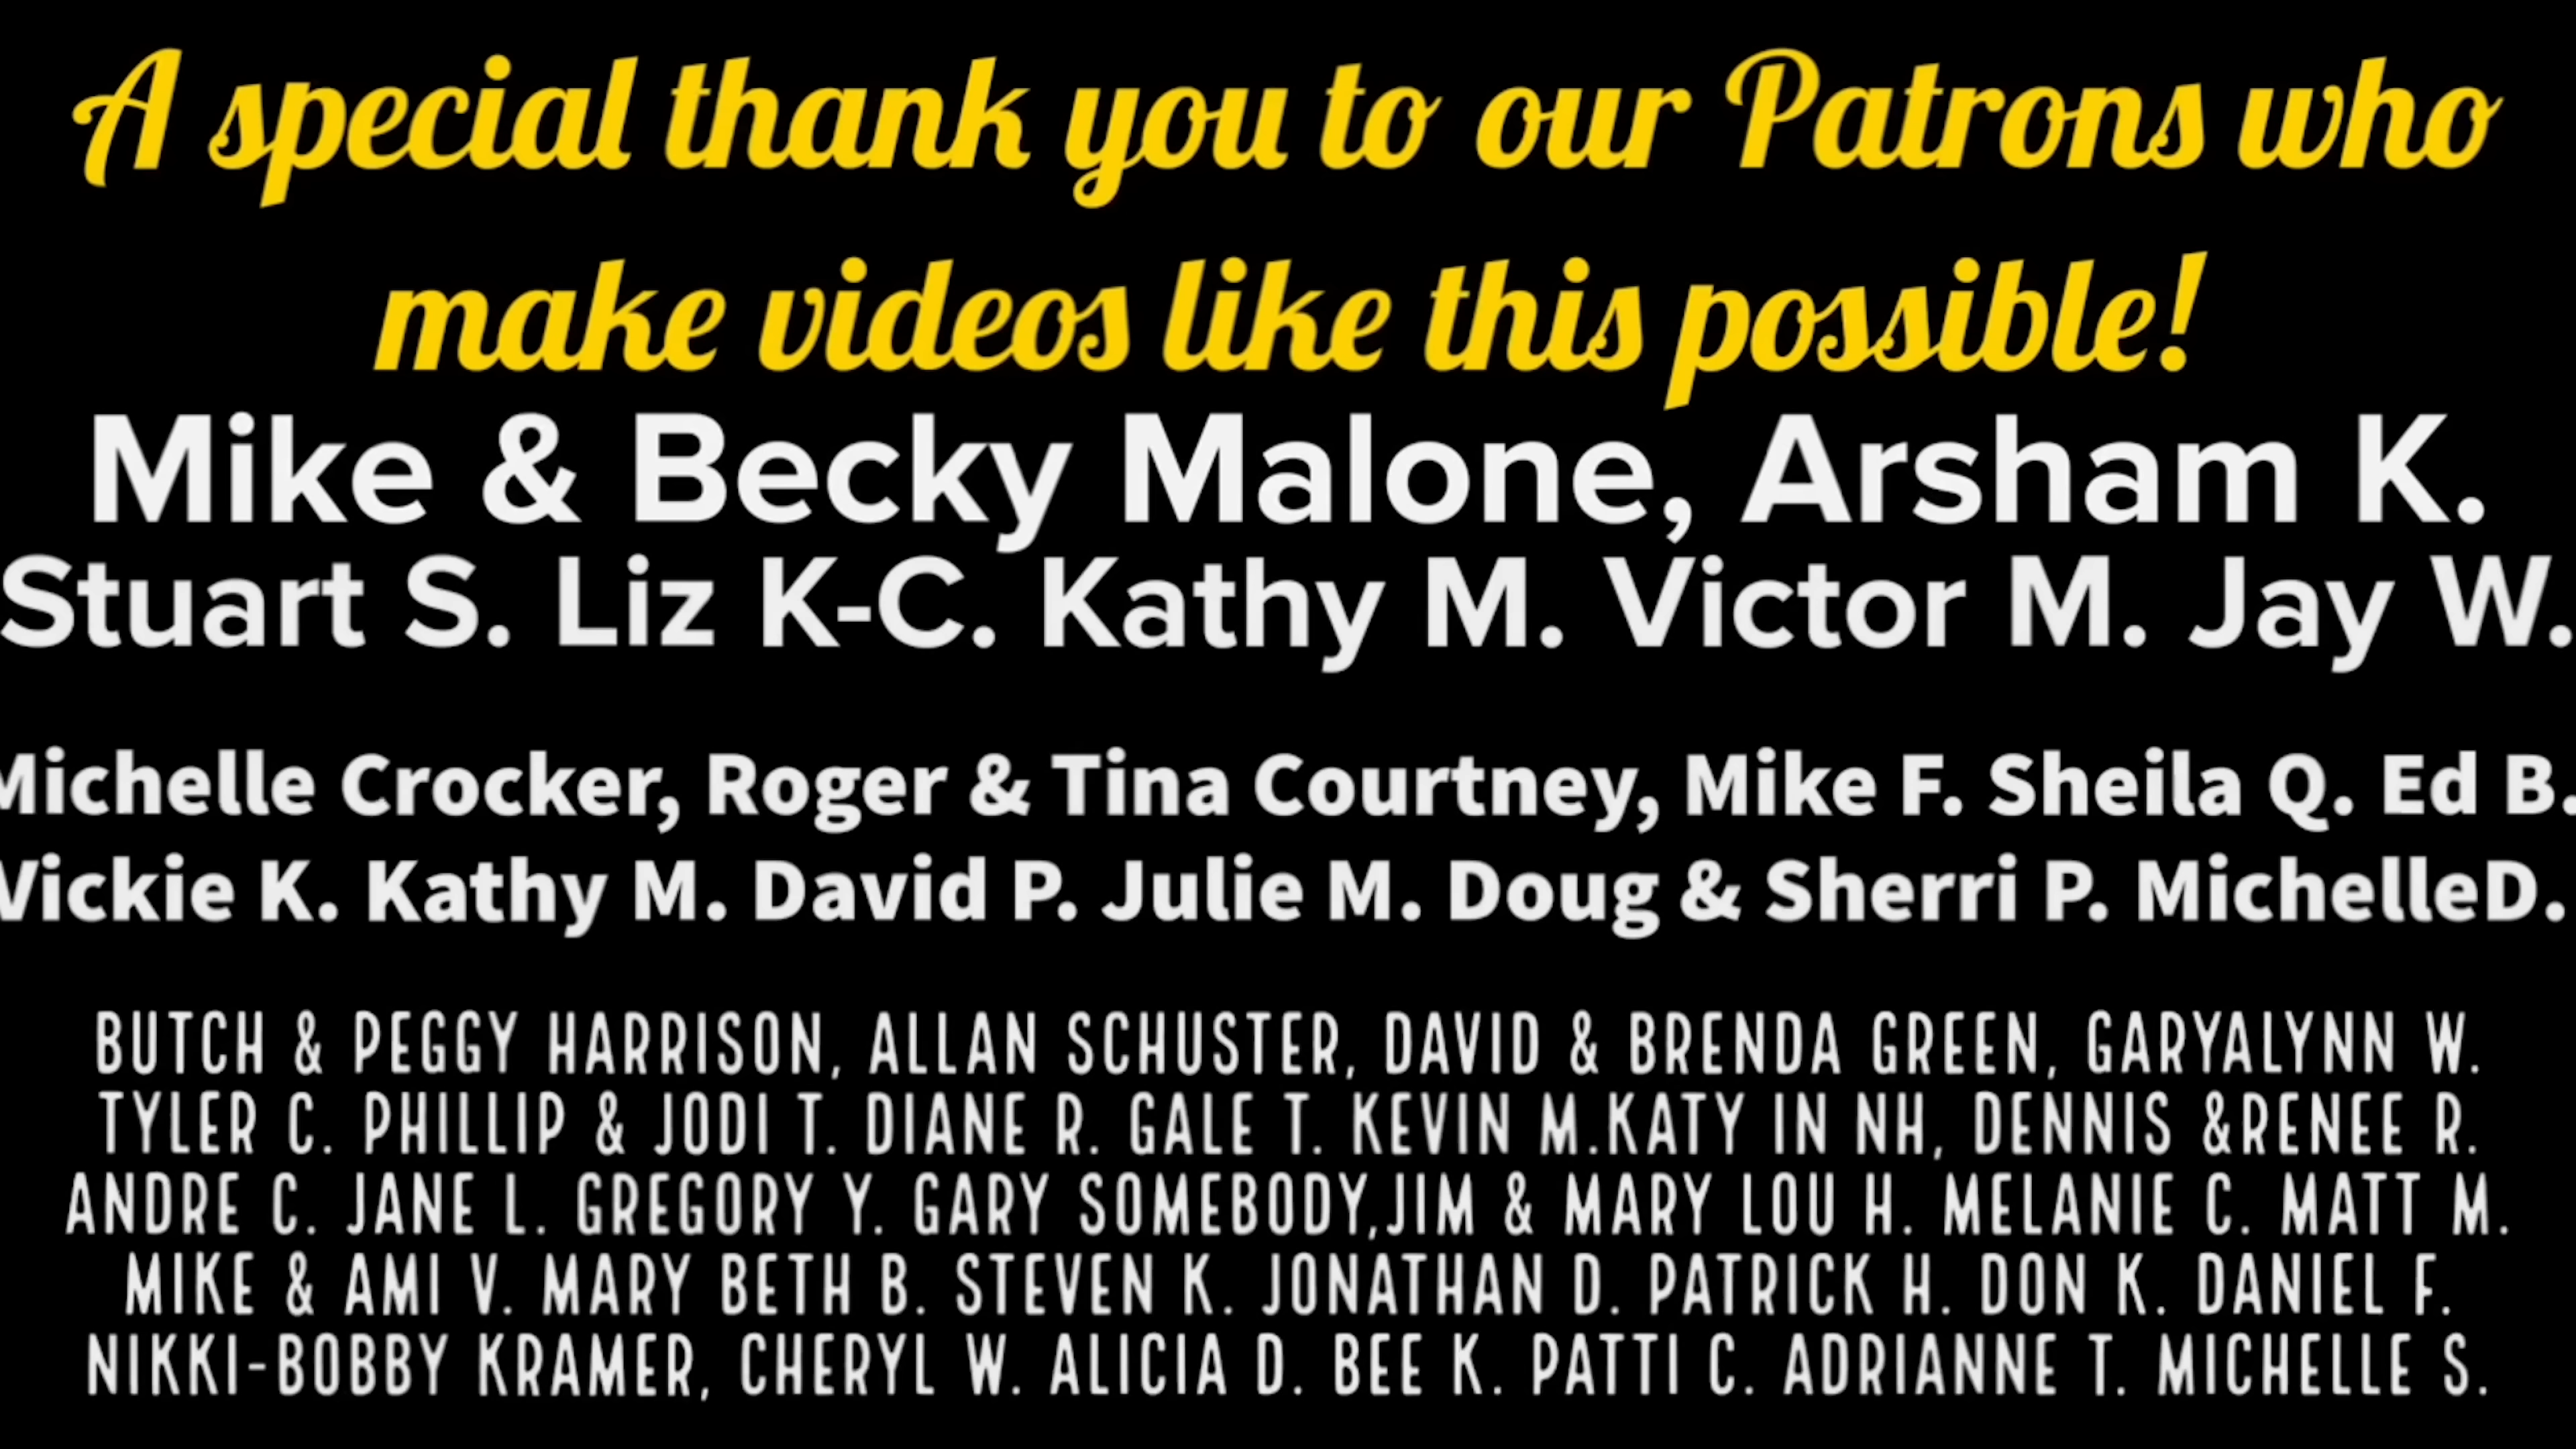 A special thank you to our Patrons who
make videos like this possible!
Mike & Becky Malone, Arsham K.
Stuart S. Liz K-C. Kathy M. Victor M. Jay W.
Michelle Crocker, Roger & Tina Courtney, Mike F. Sheila Q. Ed B.
Vickie K. Kathy M. David P. Julie M. Doug & Sherri P. MichelleD.
BUTCH & PEGGY HARRISON, ALLAN SCHUSTER, DAVID & BRENDA GREEN, GARYALYNN W.
TYLER C. PHILLIP & JODI T. DIANE R. GALE T. KEVIN M.KATY IN NH, DENNIS &RENEE R.
ANDRE C. JANE L. GREGORY Y. GARY SOMEBODY,JIM & MARY LOU H. MELANIE C. MATT M.
MIKE & AMI V. MARY BETH B. STEVEN K. JONATHAN D. PATRICK H. DON K. DANIEL F.
NIKKI-BOBBY KRAMER, CHERYL W. ALICIA D. BEE K. PATTI C. ADRIANNE T. MICHELLE S.